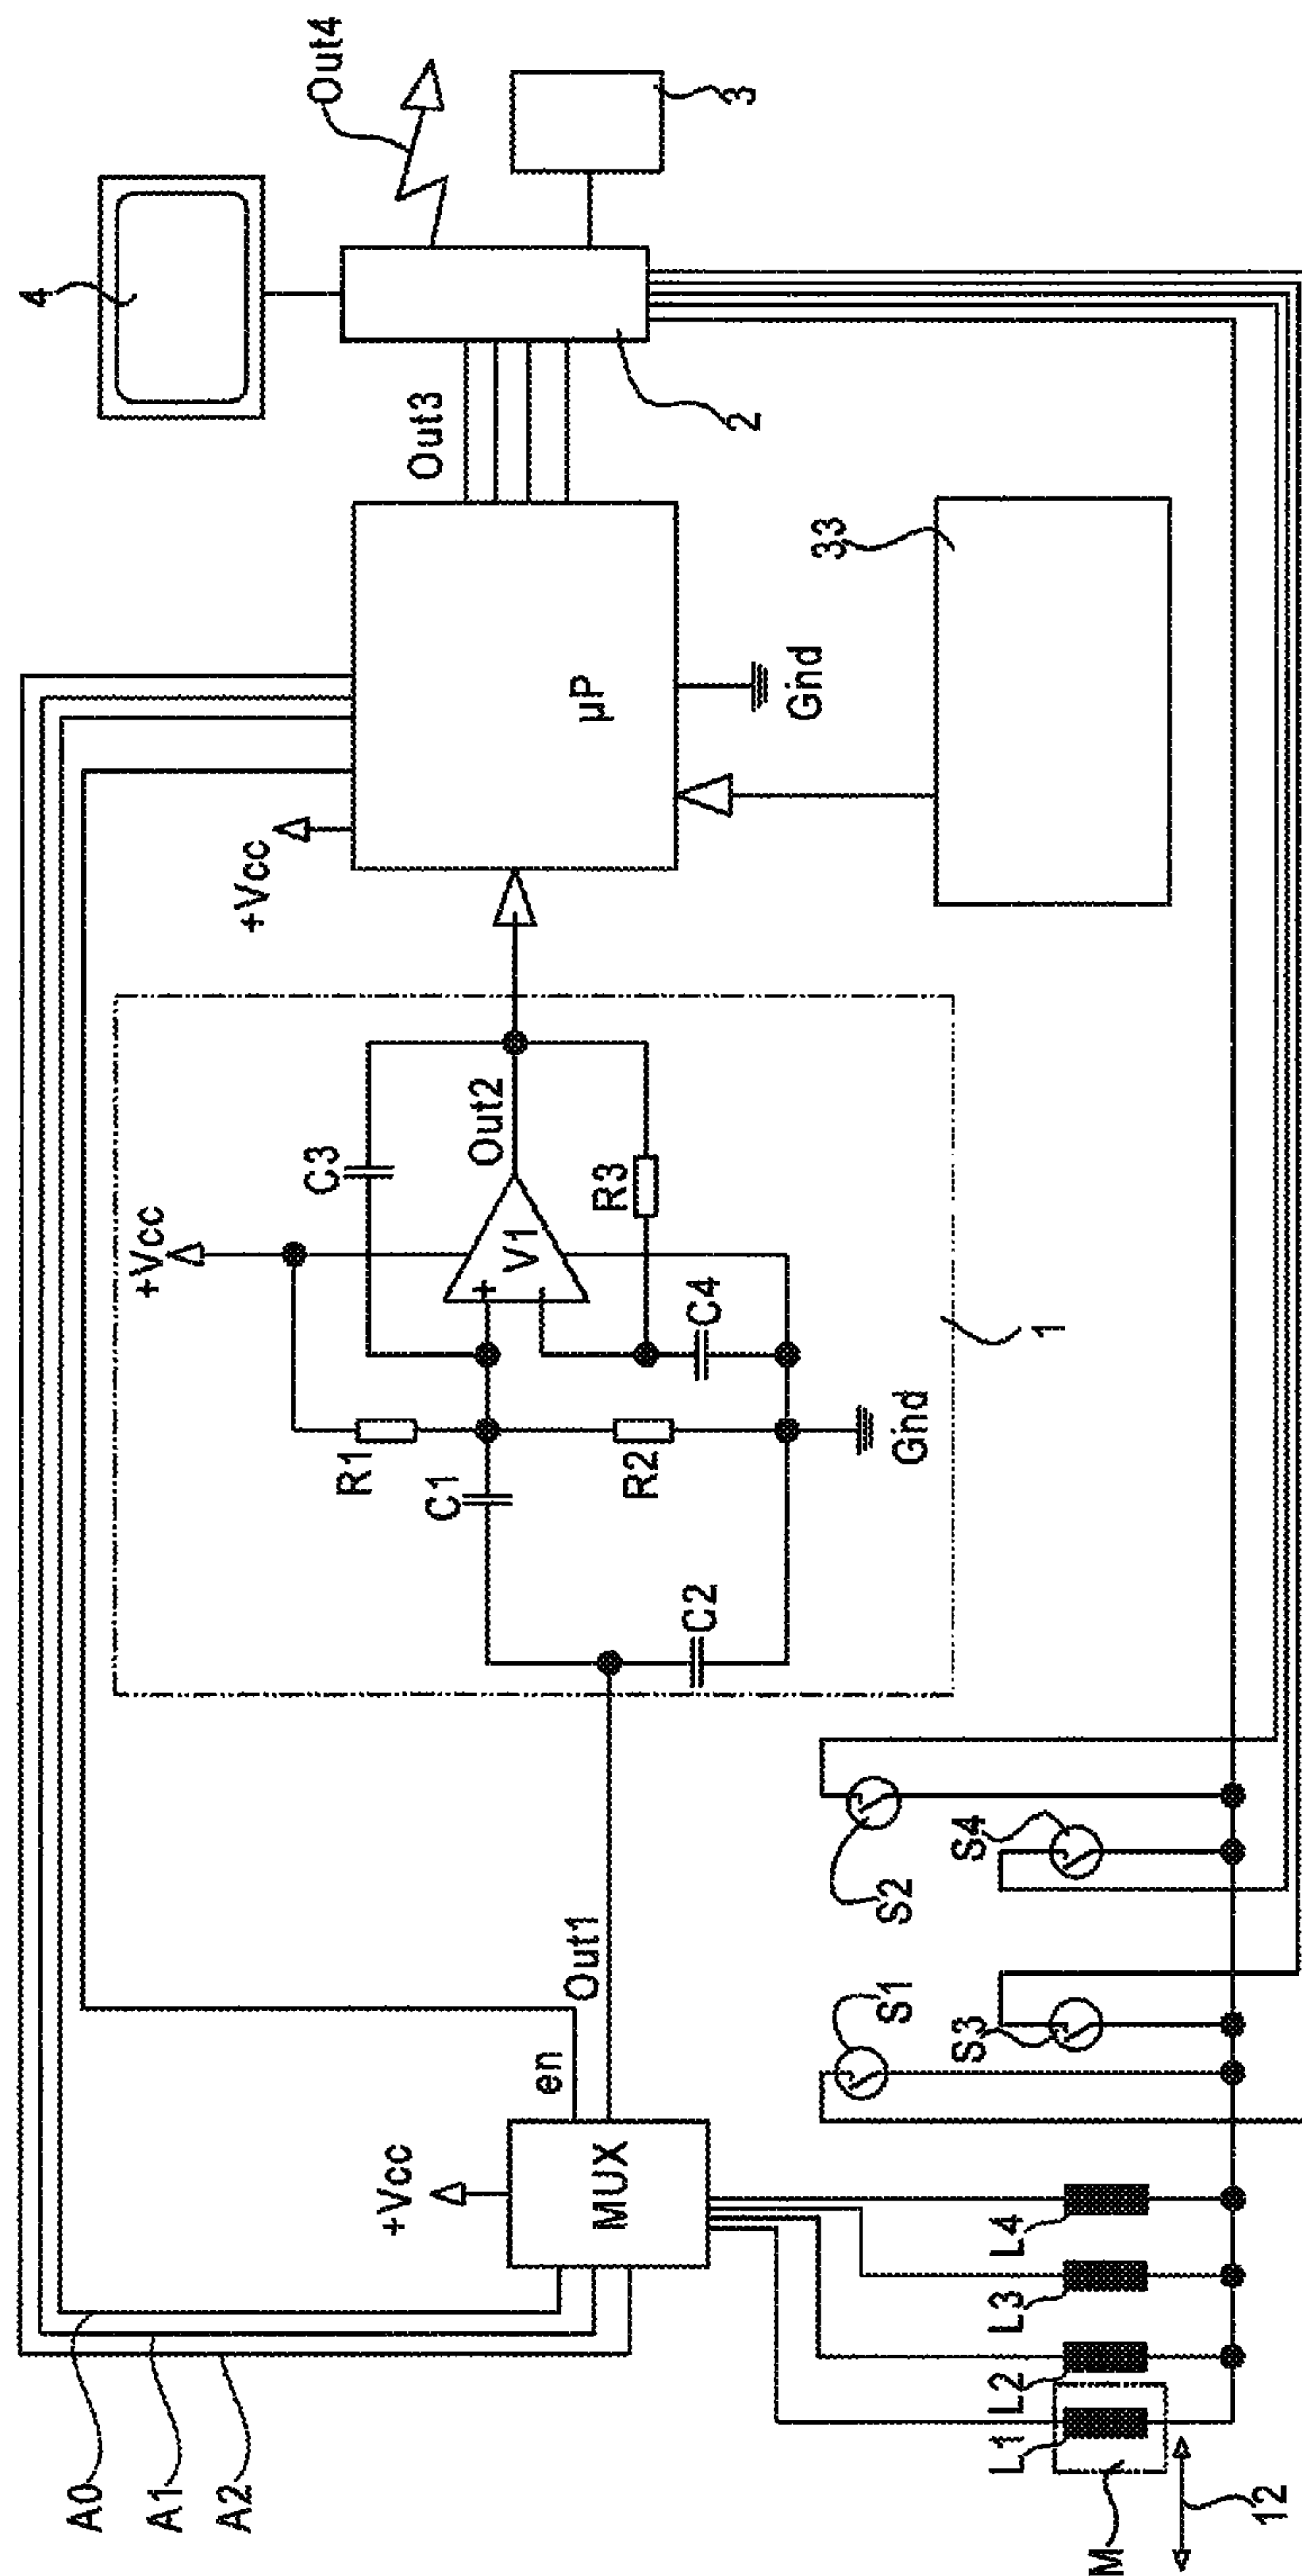 A0
A1
A2
+Vcc
MUX
en
Out1
L1
L2
L3
L4
M
12
S1
S2
S3
S4
+Vcc
R1
C1
C2
R2
C3
V1
+
−
Out2
R3
C4
Gnd
1
+Vcc
µP
Gnd
33
Out3
2
4
Out4
3